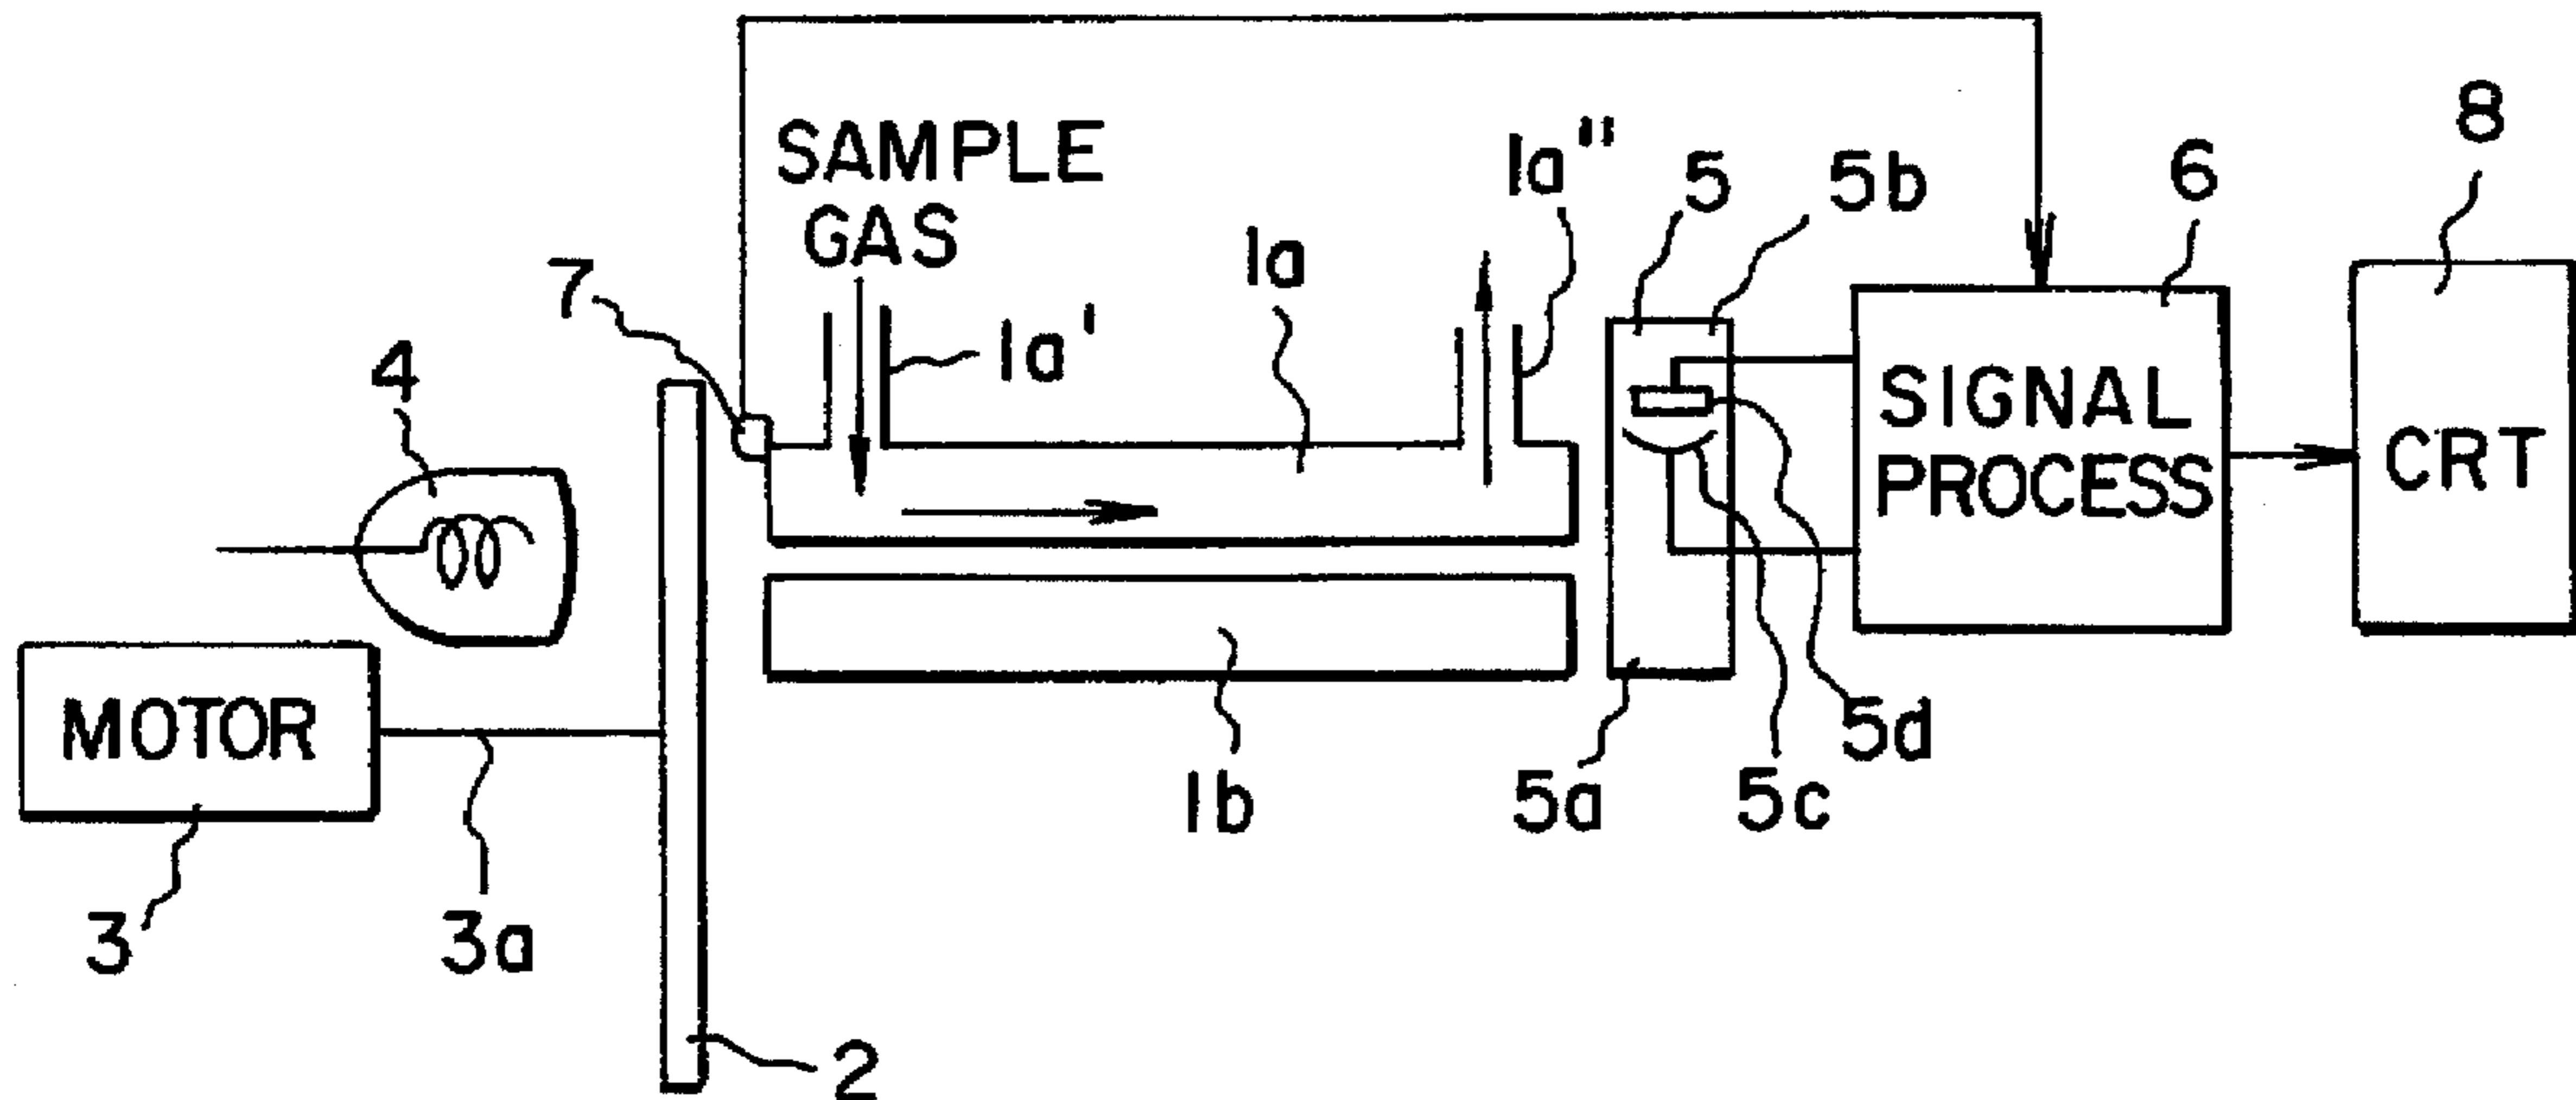 SAMPLE
GAS
7
4
1a'
1a
1a"
5
5b
6
8
SIGNAL
PROCESS
CRT
MOTOR
3
3a
2
1b
5a
5c
5d